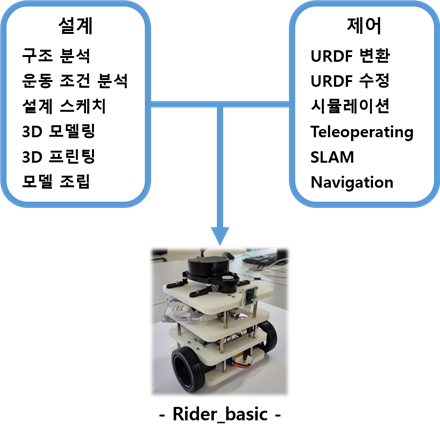 설계
구조 분석
운동 조건 분석
설계 스케치
3D 모델링
3D 프린팅
모델 조립
제어
URDF 변환
URDF 수정
시뮬레이션
Teleoperating
SLAM
Navigation
- Rider_basic -